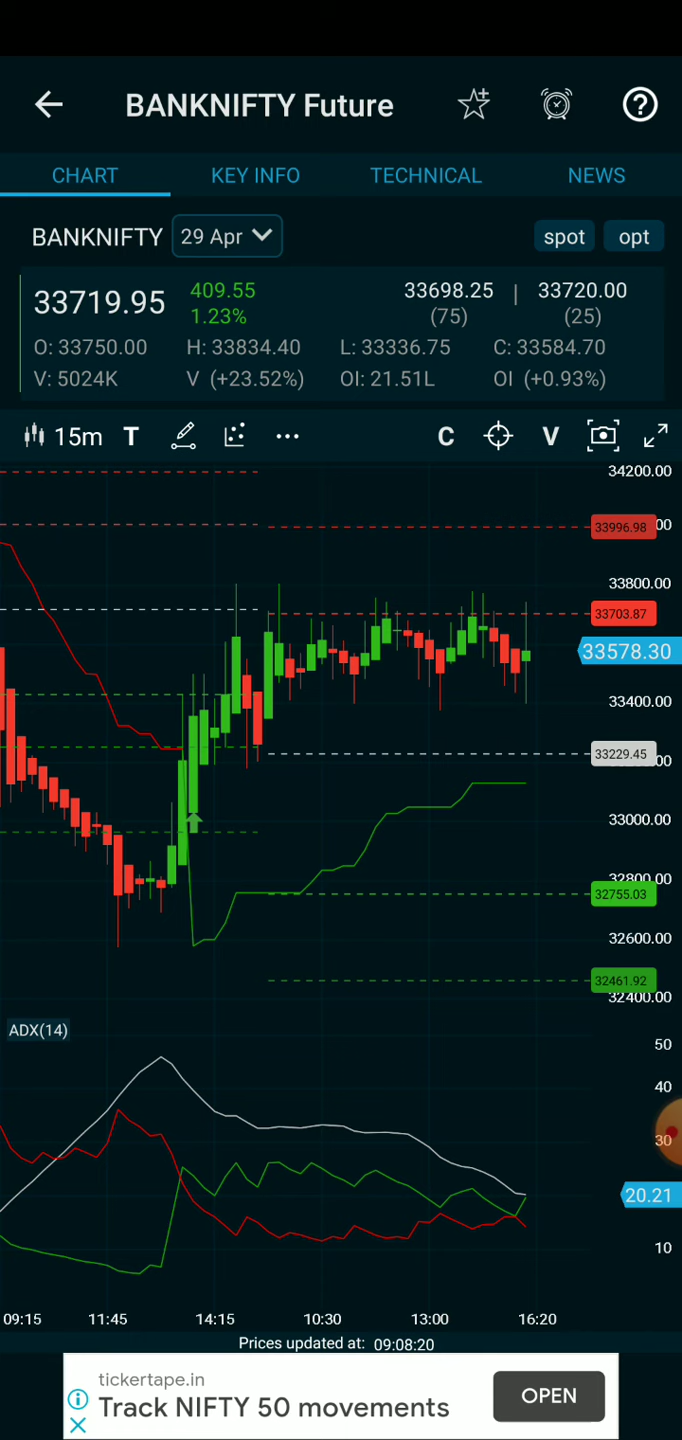 BANKNIFTY Future
CHART KEY INFO TECHNICAL NEWS
BANKNIFTY 29 Apr spot opt
33719.95 409.55 1.23% 33698.25 (75) | 33720.00 (25)
O: 33750.00 H: 33834.40 L: 33336.75 C: 33584.70
V: 5024K V (+23.52%) OI: 21.51L OI (+0.93%)
15m T C V
34200.00
33996.98
33800.00
33703.87
33578.30
33400.00
33229.45
33000.00
32800.00
32755.03
32600.00
32461.92
32400.00
ADX(14)
50
40
30
20.21
10
09:15 11:45 14:15 10:30 13:00 16:20
Prices updated at: 09:08:20
tickertape.in
Track NIFTY 50 movements OPEN